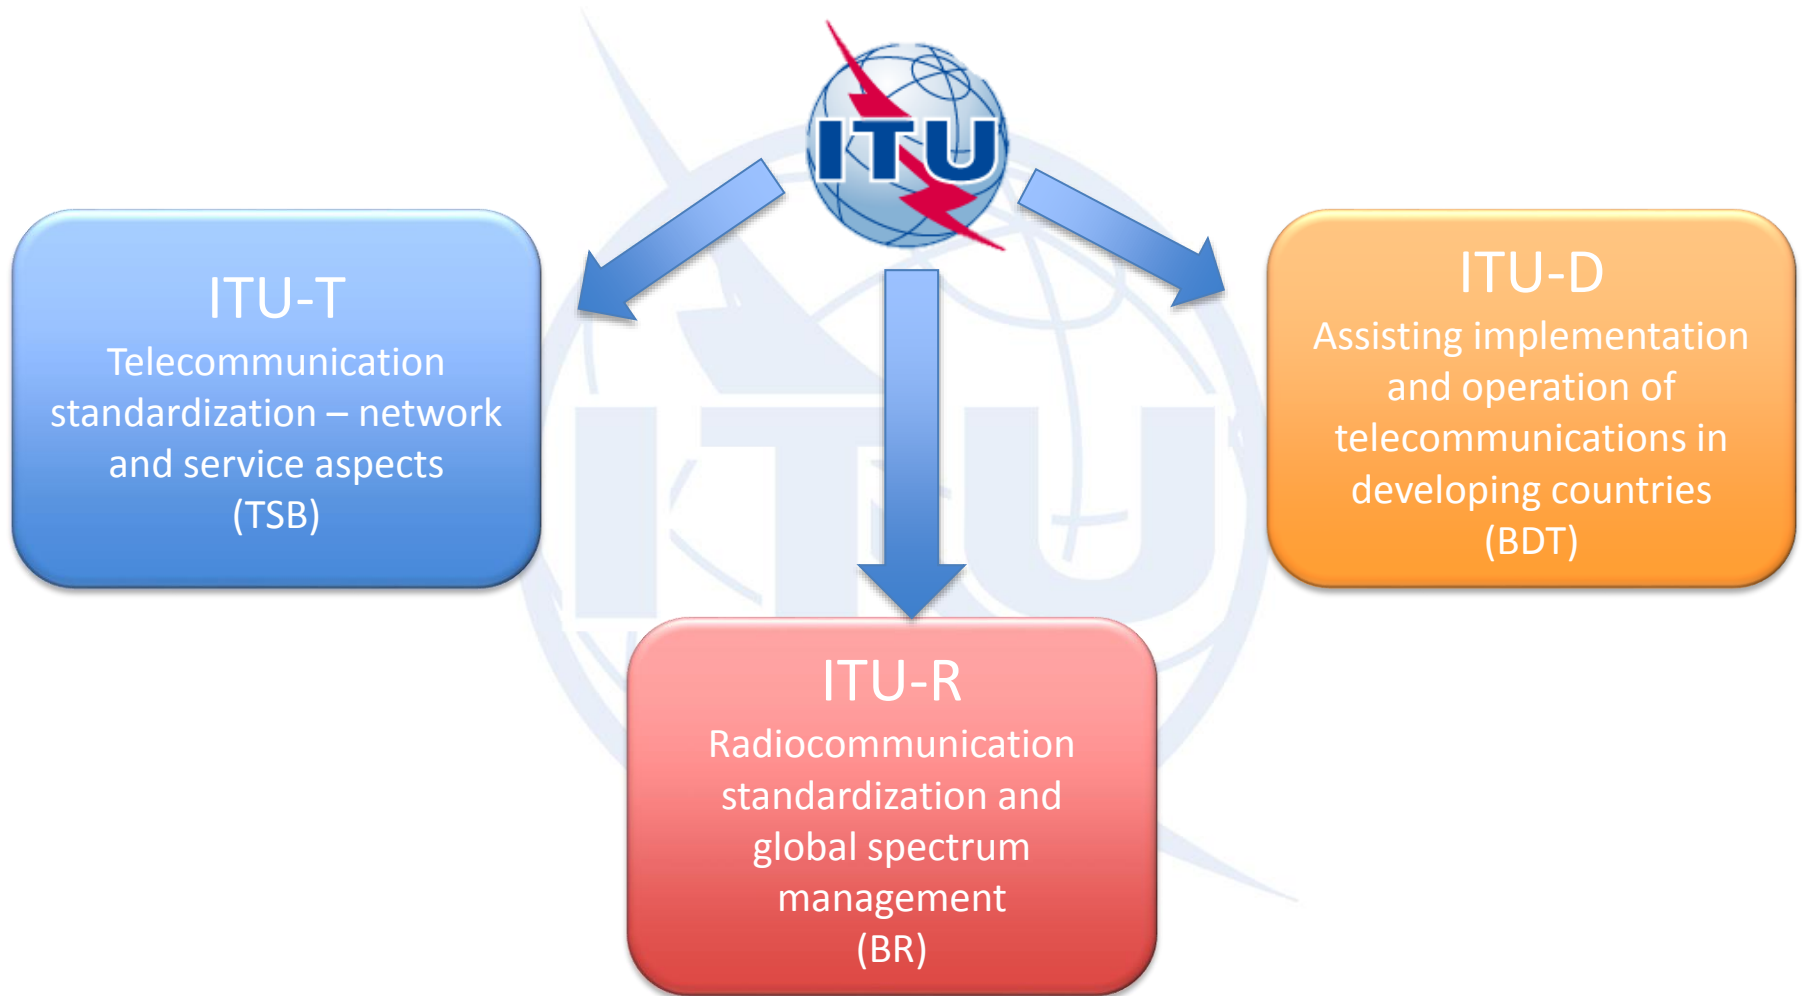 ITU
ITU-T
Telecommunication
standardization – network
and service aspects
(TSB)
ITU-D
Assisting implementation
and operation of
telecommunications in
developing countries
(BDT)
ITU-R
Radiocommunication
standardization and
global spectrum
management
(BR)
ITU